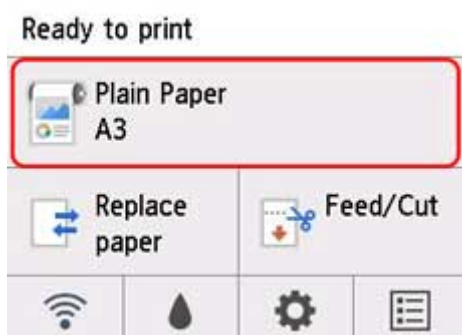 Ready to print
Plain Paper
A3
Replace
paper
Feed/Cut